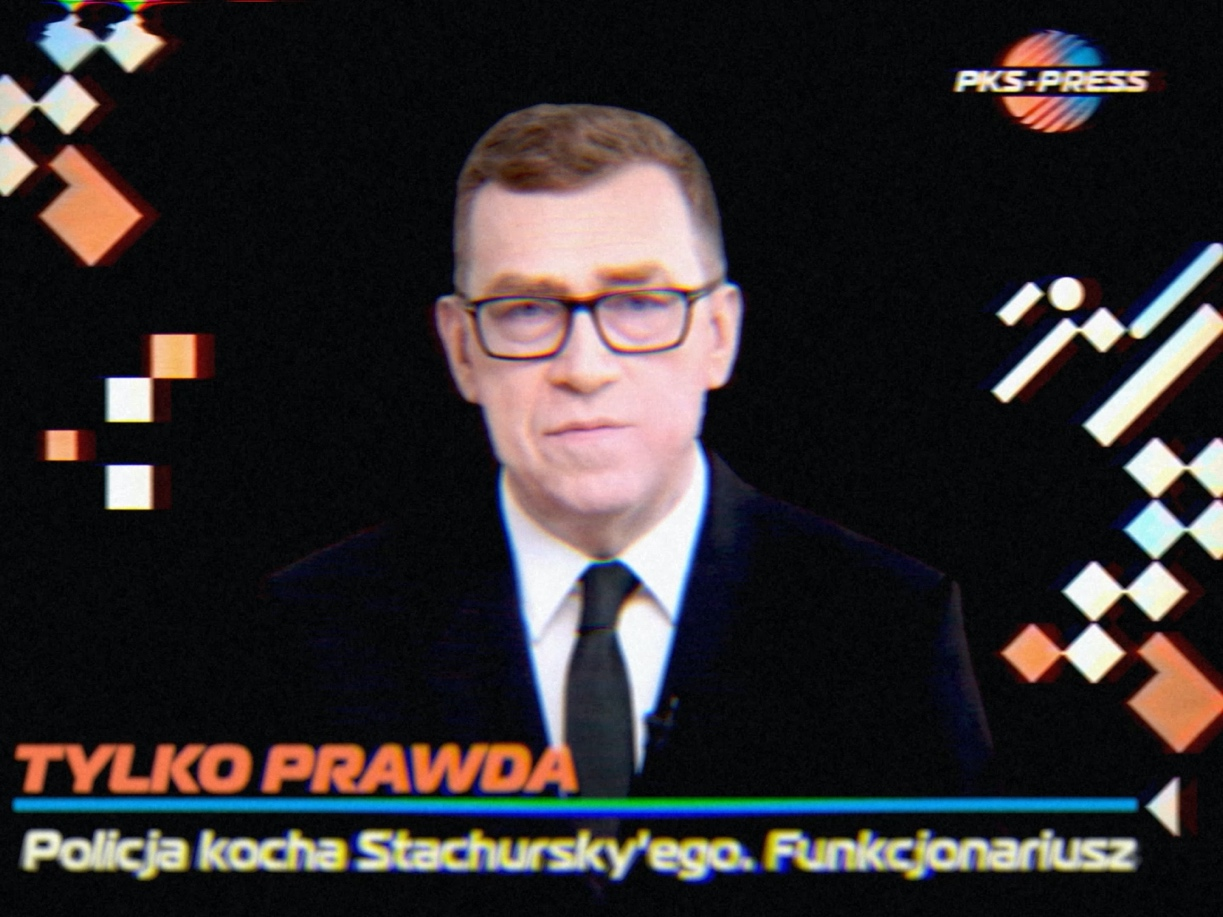 PKS-PRESS
TYLKO PRAWDA
Policja kocha Stachursky'ego. Funkcjonariusz